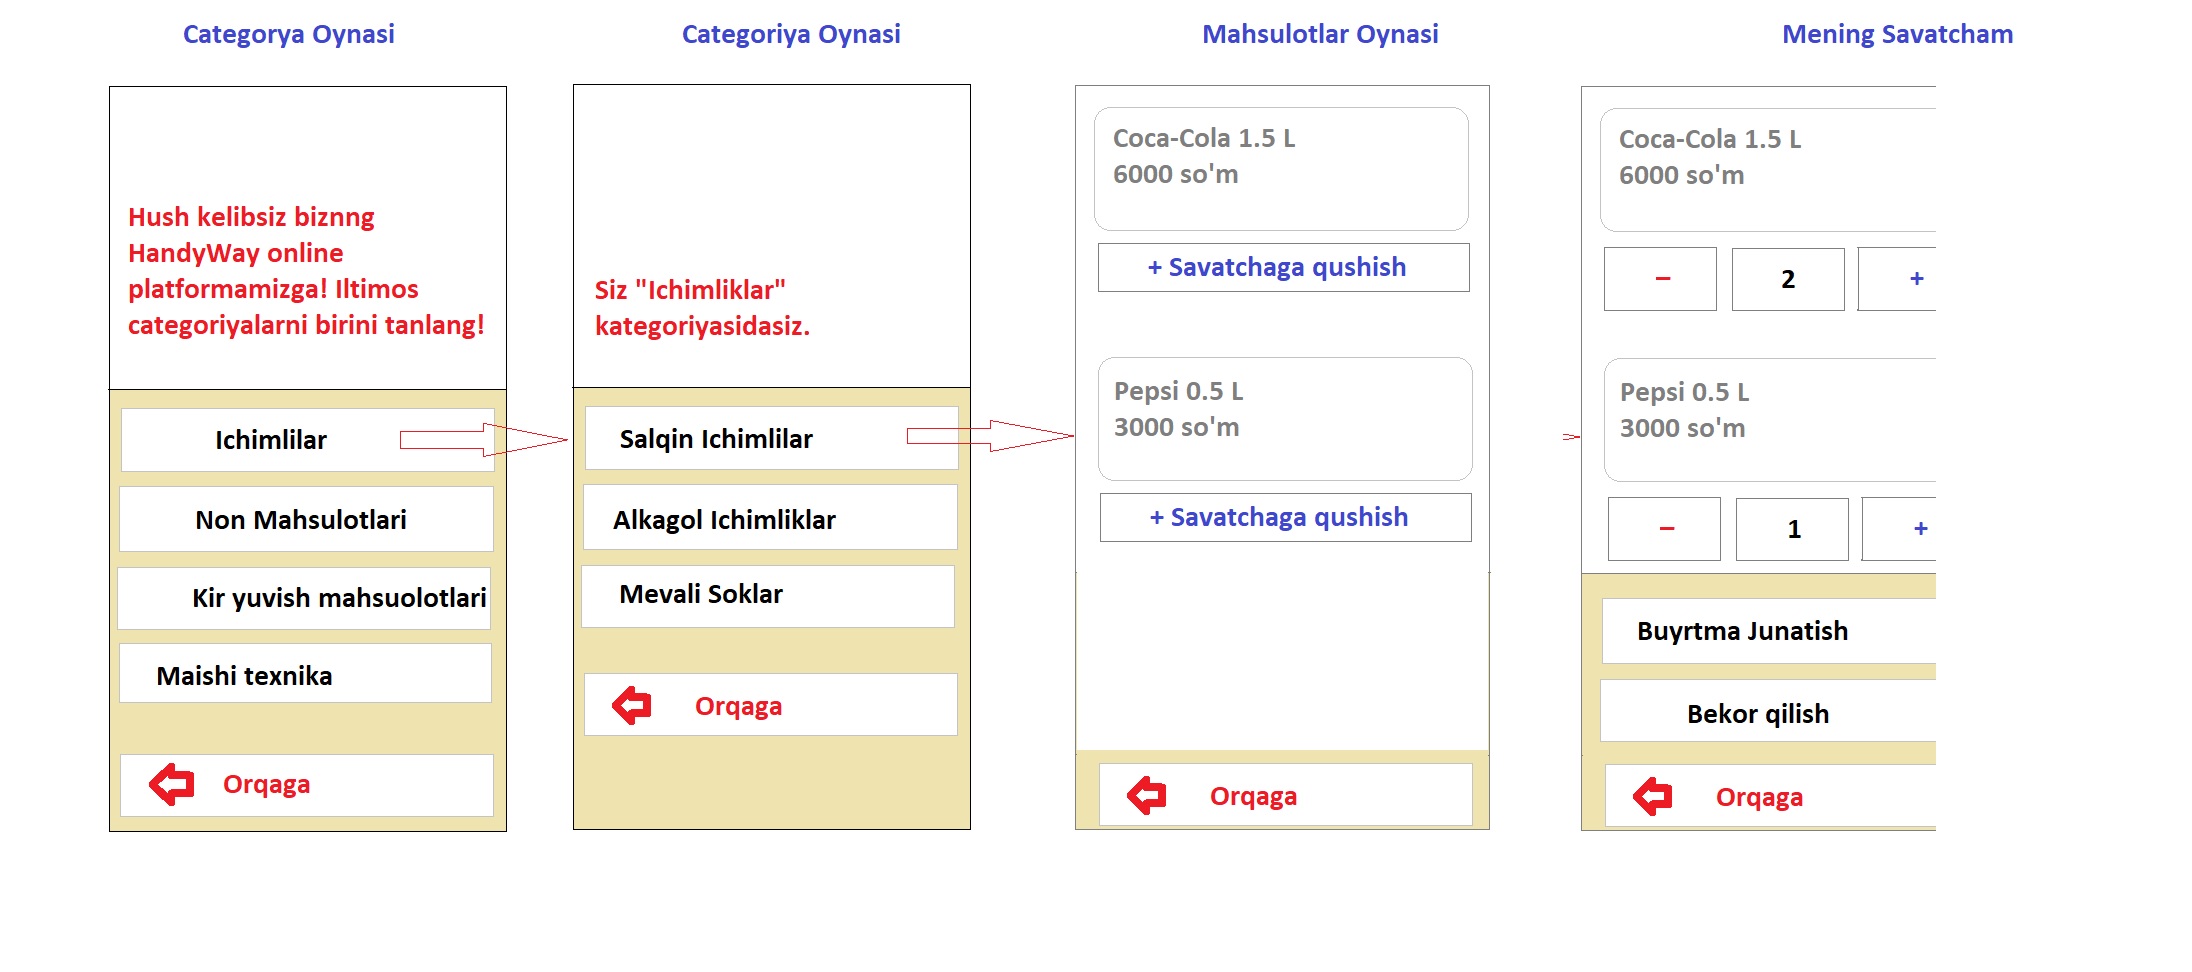 Categorya Oynasi
Hush kelibsiz biznng
HandyWay online
platformamizga! Iltimos
categoriyalarni birini tanlang!
Ichimlilar
Non Mahsulotlari
Kir yuvish mahsuolotlari
Maishi texnika
Orqaga
Categoriya Oynasi
Siz "Ichimliklar"
kategoriyasidasiz.
Salqin Ichimlilar
Alkagol Ichimliklar
Mevali Soklar
Orqaga
Mahsulotlar Oynasi
Coca-Cola 1.5 L
6000 so'm
+ Savatchaga qushish
Pepsi 0.5 L
3000 so'm
+ Savatchaga qushish
Orqaga
Mening Savatcham
Coca-Cola 1.5 L
6000 so'm
− 2 +
Pepsi 0.5 L
3000 so'm
− 1 +
Buyrtma Junatish
Bekor qilish
Orqaga